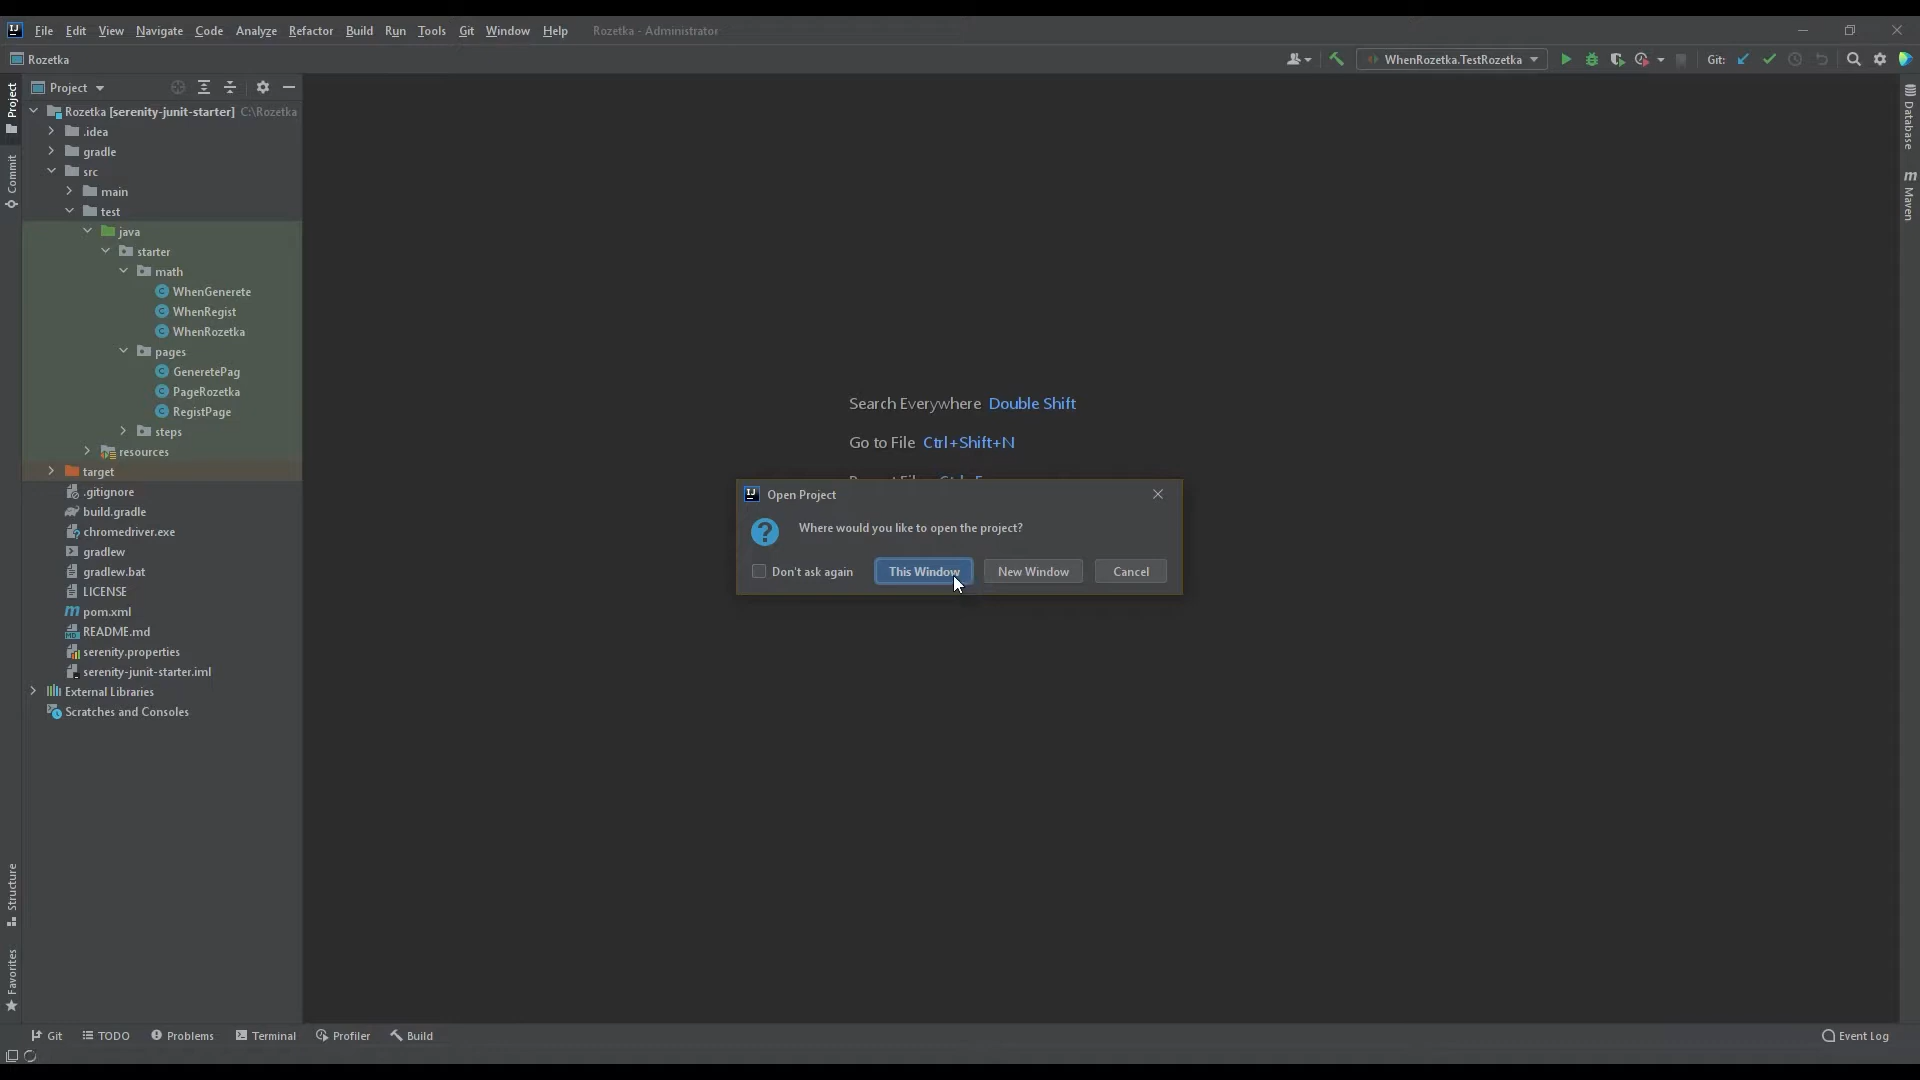 File Edit View Navigate Code Analyze Refactor Build Run Tools Git Window Help Rozetka - Administrator
Rozetka
WhenRozetka.TestRozetka
Git:
Project
Project
Rozetka [serenity-junit-starter] C:\Rozetka
.idea
gradle
Commit
src
main
test
java
starter
math
WhenGenerete
WhenRegist
WhenRozetka
pages
GeneretePag
PageRozetka
RegistPage
steps
resources
target
.gitignore
build.gradle
chromedriver.exe
gradlew
gradlew.bat
LICENSE
pom.xml
README.md
serenity.properties
serenity-junit-starter.iml
External Libraries
Scratches and Consoles
Structure
Favorites
Search Everywhere Double Shift
Go to File Ctrl+Shift+N
Open Project
Where would you like to open the project?
Don't ask again
This Window
New Window
Cancel
Database
Maven
Git TODO Problems Terminal Profiler Build
Event Log